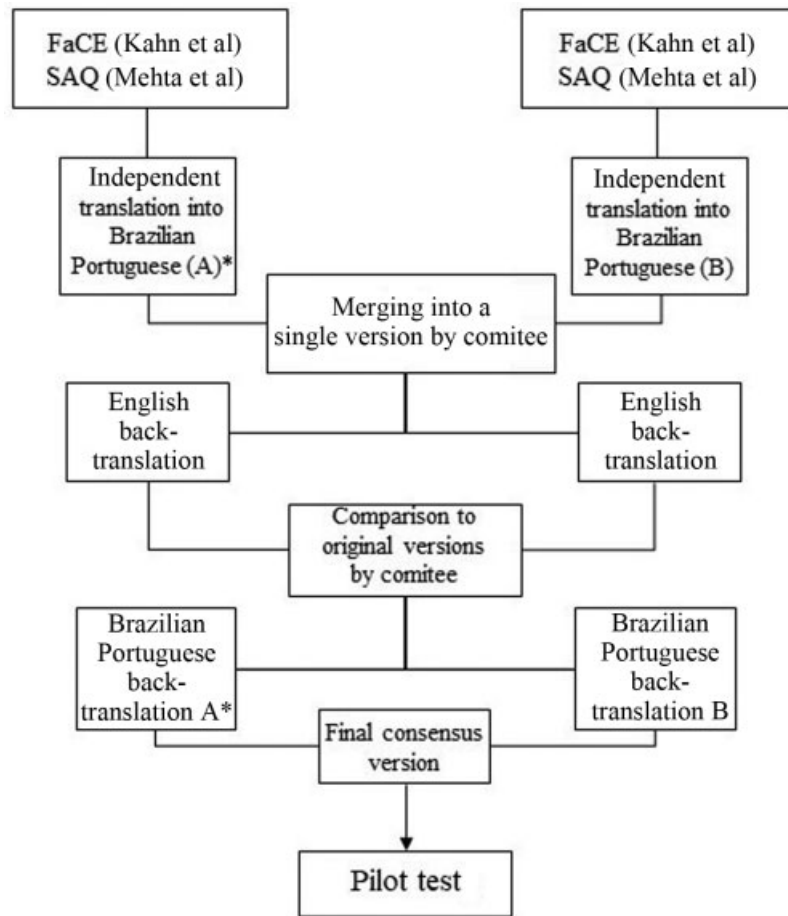 FaCE (Kahn et al)
SAQ (Mehta et al)
FaCE (Kahn et al)
SAQ (Mehta et al)
Independent
translation into
Brazilian
Portuguese (A)*
Independent
translation into
Brazilian
Portuguese (B)
Merging into a
single version by comitee
English
back-
translation
English
back-
translation
Comparison to
original versions
by comitee
Brazilian
Portuguese
back-
translation A*
Brazilian
Portuguese
back-
translation B
Final consensus
version
Pilot test